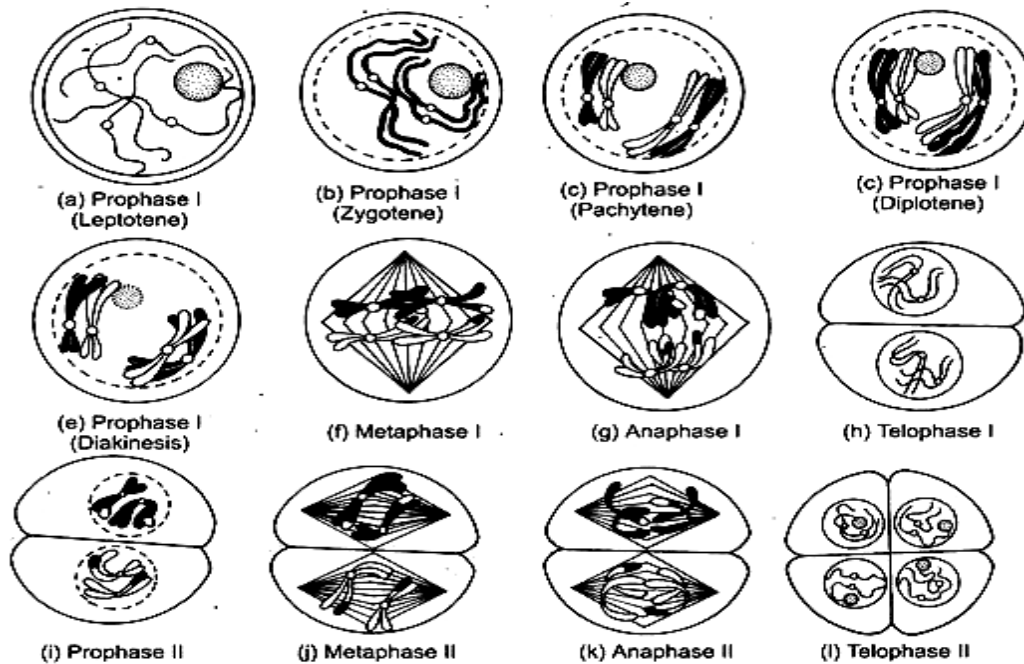 (a) Prophase I
(Leptotene)
(b) Prophase i
(Zygotene)
(c) Prophase I
(Pachytene)
(c) Prophase I
(Diplotene)
(e) Prophase I
(Diakinesis)
(f) Metaphase I
(g) Anaphase I
(h) Telophase I
(i) Prophase II
(j) Metaphase II
(k) Anaphase II
(l) Telophase II